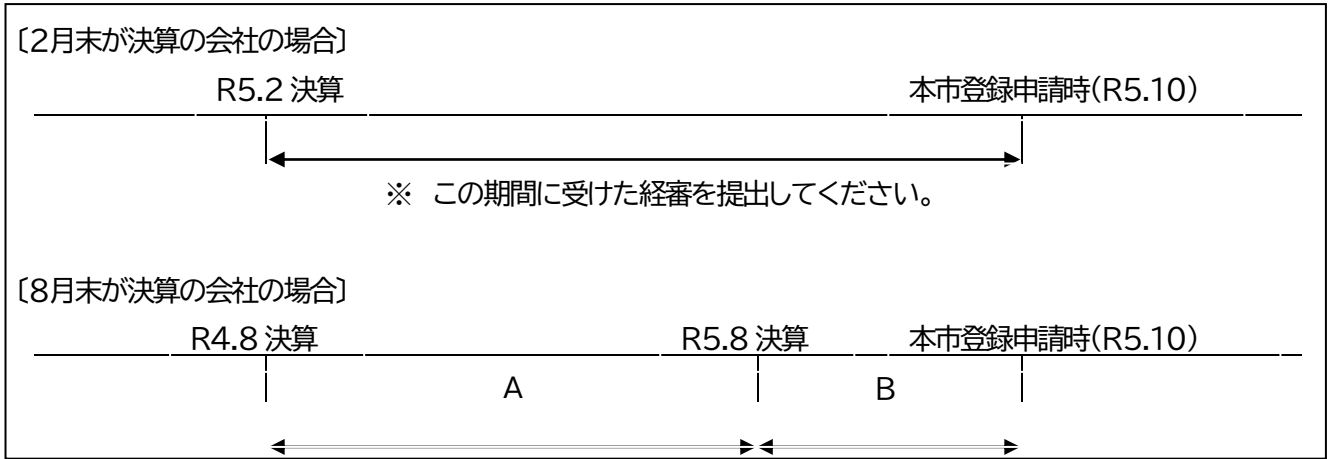 〔2月末が決算の会社の場合〕
R5.2 決算 本市登録申請時(R5.10)
※ この期間に受けた経審を提出してください。
〔8月末が決算の会社の場合〕
R4.8 決算 R5.8 決算 本市登録申請時(R5.10)
A B